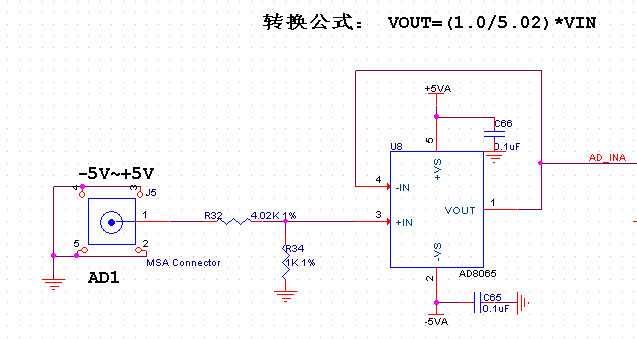 转换公式： VOUT=(1.0/5.02)*VIN
+5VA
C66
0.1uF
U8
5
+VS
4
-IN
AD_INA
-5V~+5V
4
3
J5
1
R32
4.02K 1%
3
+IN
VOUT
1
5
2
MSA Connector
R34
1K 1%
-VS
AD8065
2
AD1
C65
0.1uF
-5VA